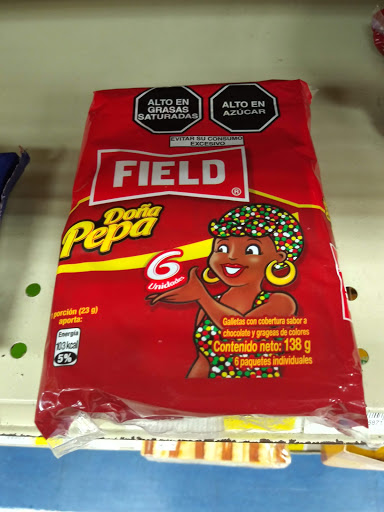 ALTO EN
GRASAS
SATURADAS
ALTO EN
AZÚCAR
EVITAR SU CONSUMO
EXCESIVO
FIELD®
Doña
Pepa
6
Unidades
porción (23 g)
aporta:
Energía
103 kcal
5%
Galletas con cobertura sabor a
chocolate y grageas de colores
Contenido neto: 138 g
6 paquetes individuales